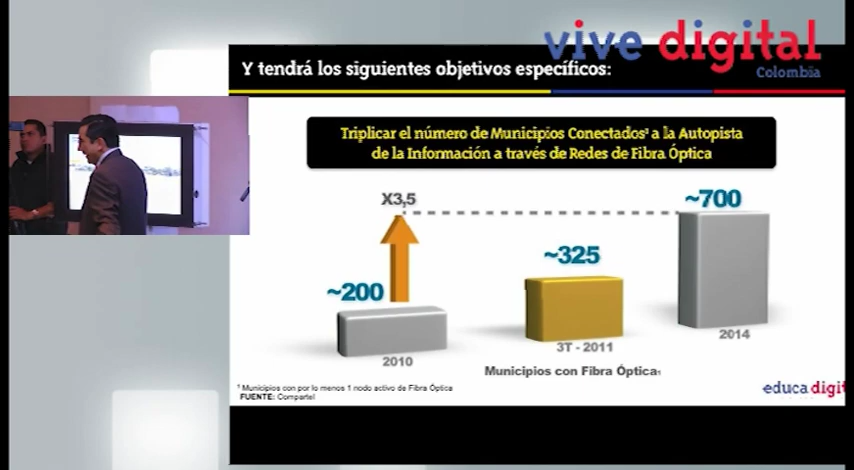 vive digital
Colombia
Y tendrá los siguientes objetivos específicos:
Triplicar el número de Municipios Conectados¹ a la Autopista
de la Información a través de Redes de Fibra Óptica
X3,5
~700
~325
~200
2014
3T - 2011
2010
Municipios con Fibra Óptica¹
¹ Municipios con por lo menos 1 nodo activo de Fibra Óptica
FUENTE: Compartel
educadigit